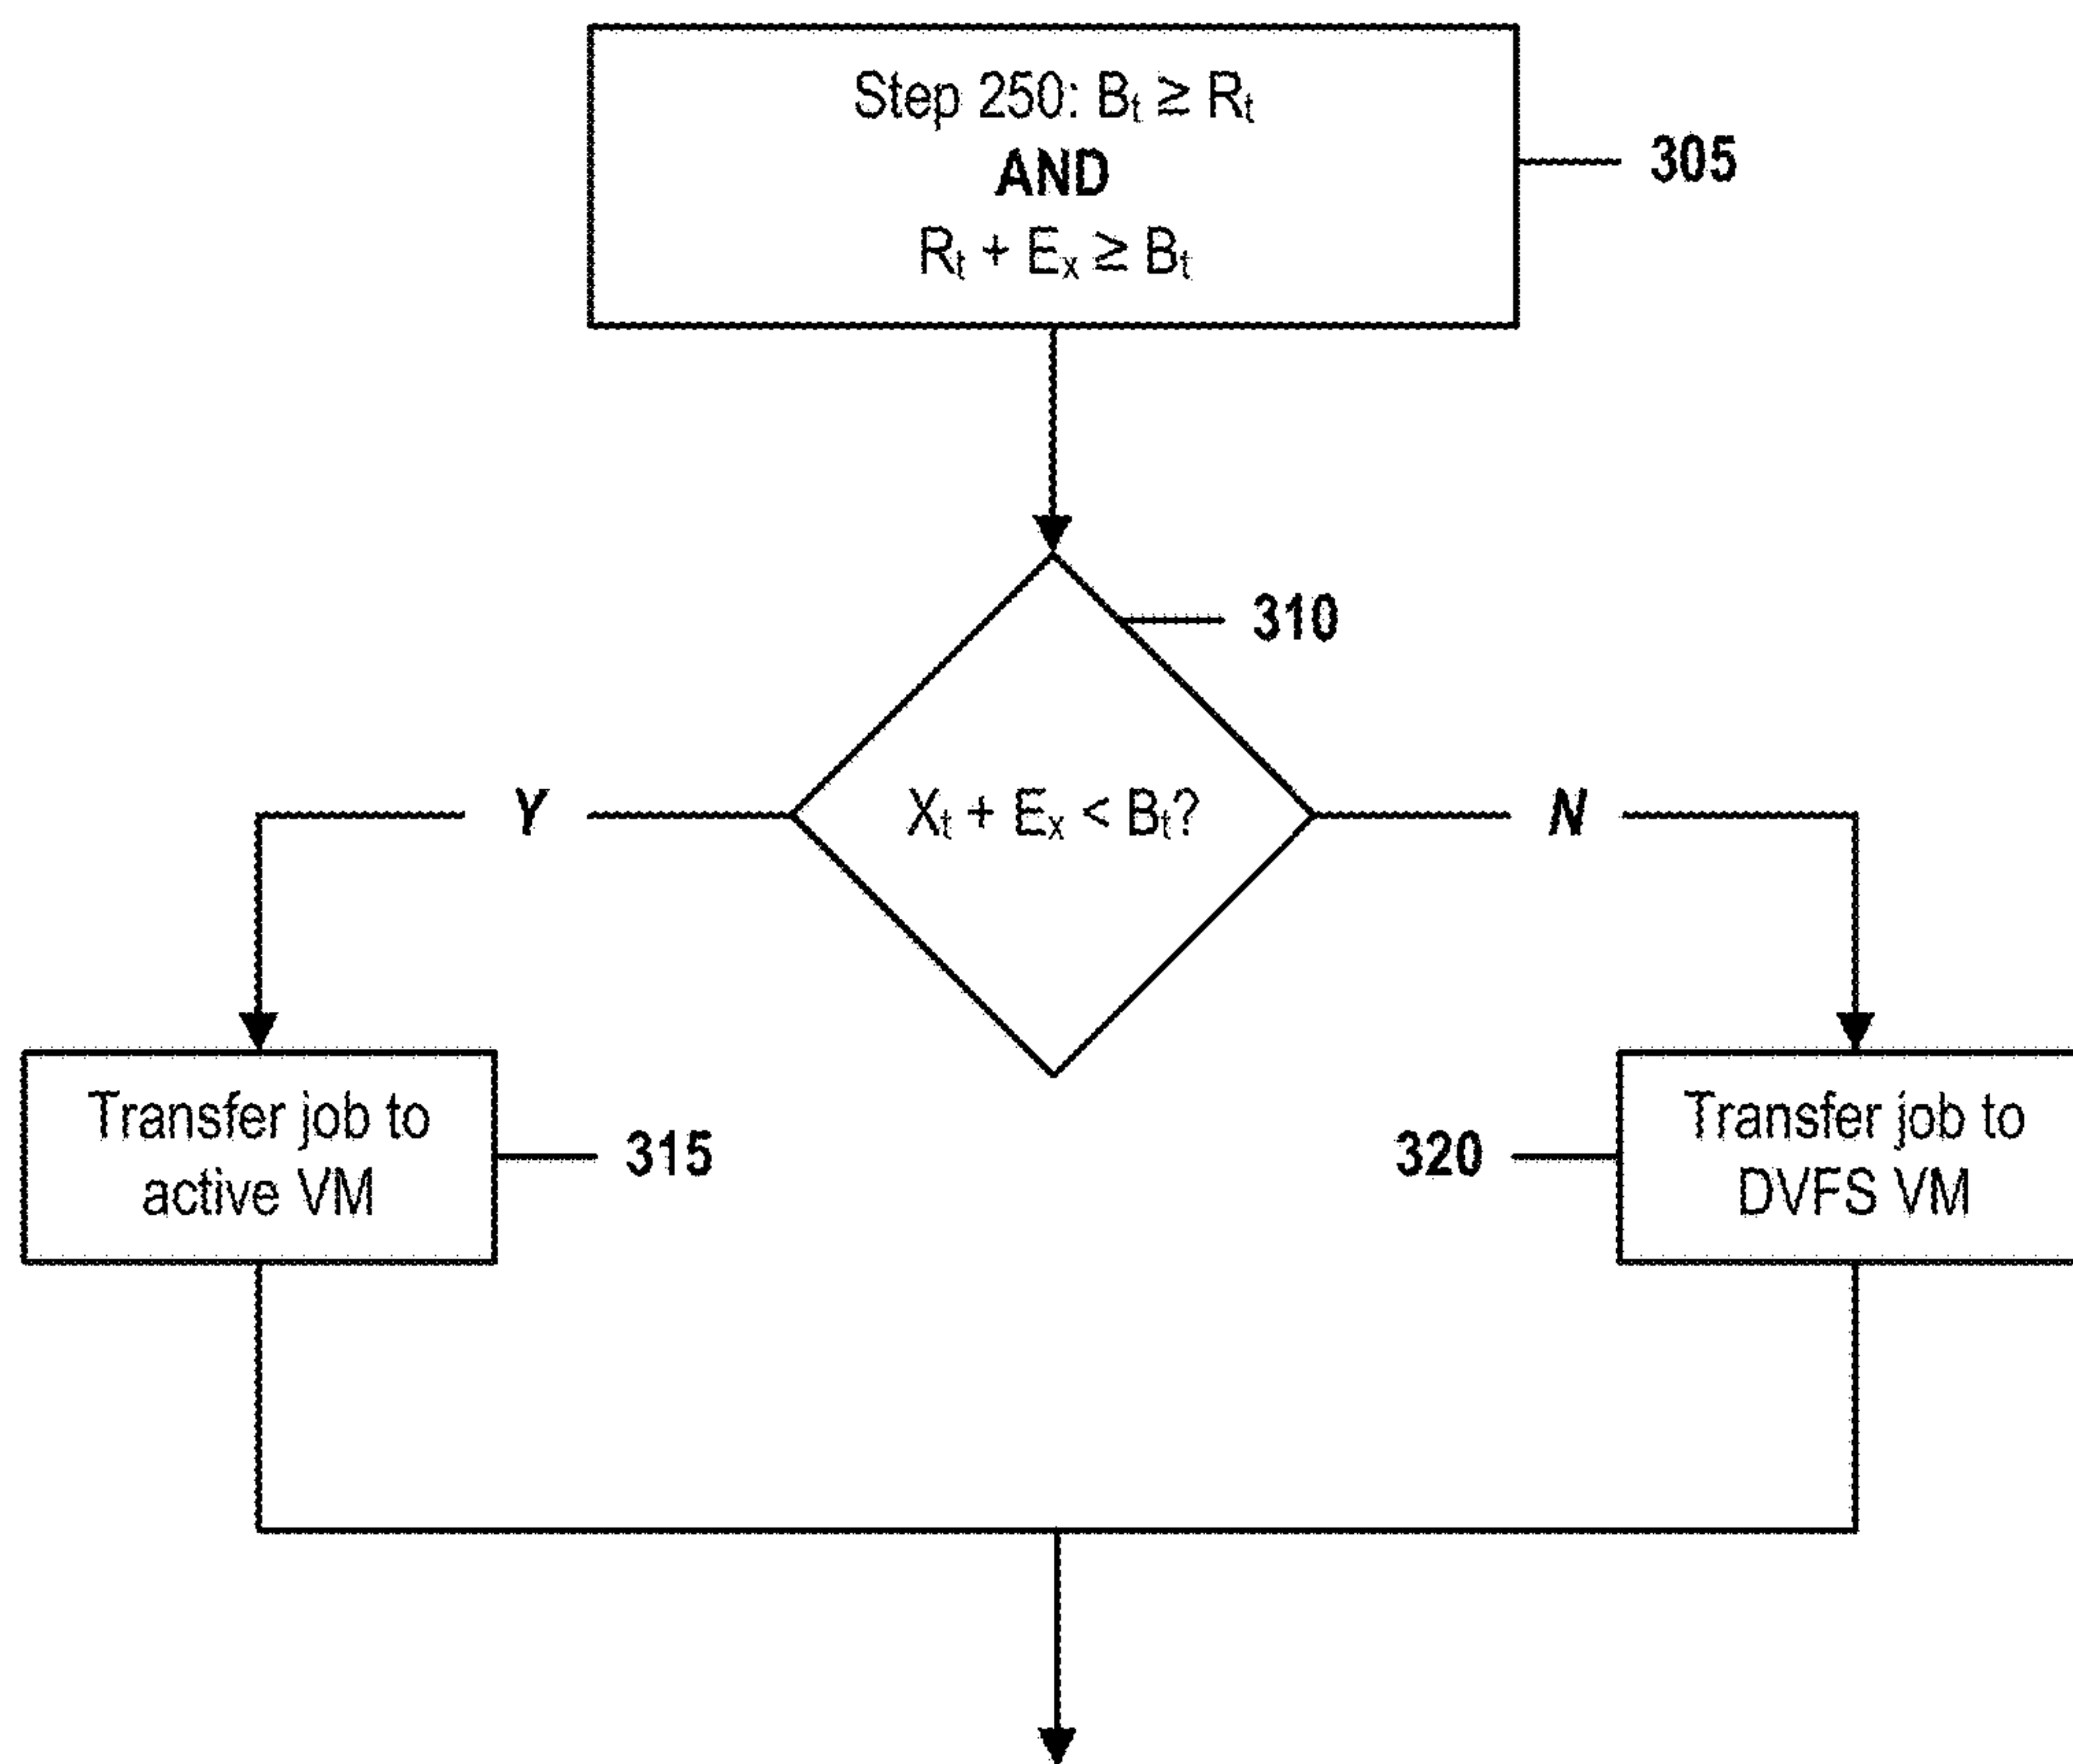 Step 250: Bₜ ≧ Rₜ
AND
Rₜ + Eₓ ≥ Bₜ
305
310
Y
Xₜ + Eₓ < Bₜ?
N
Transfer job to
active VM
315
320
Transfer job to
DVFS VM